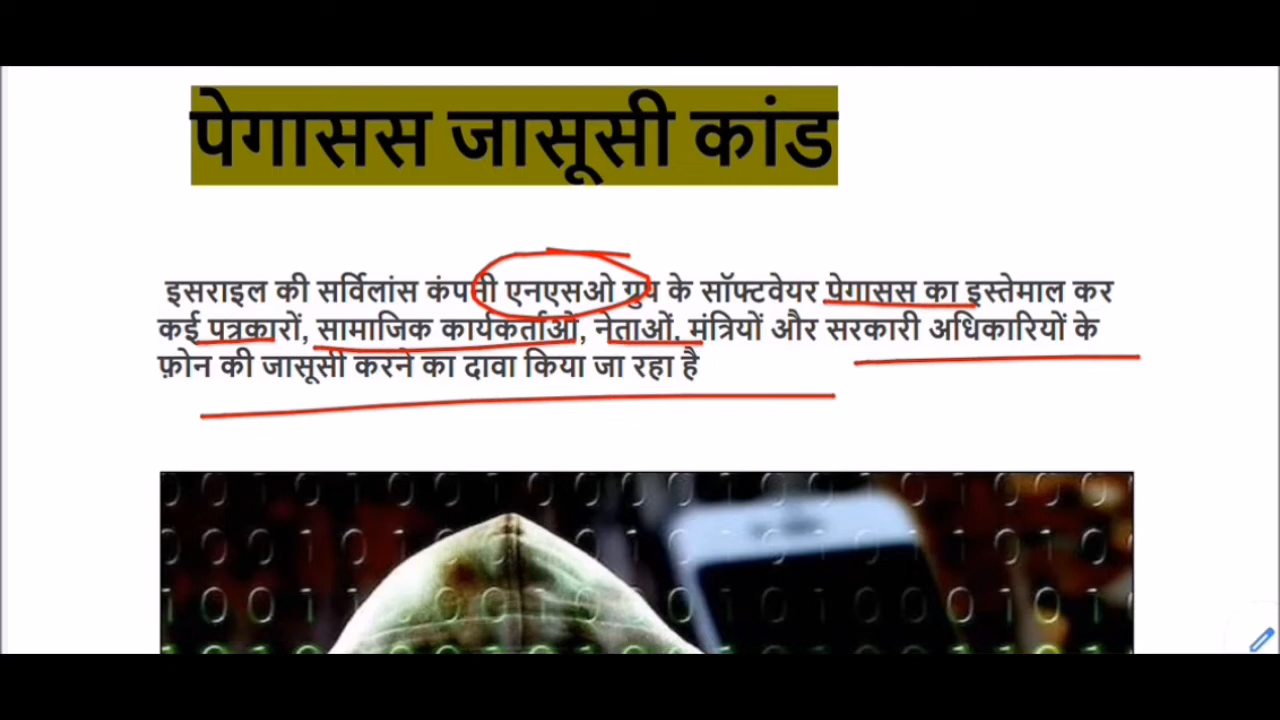 पेगासस जासूसी कांड
इसराइल की सर्विलांस कंपनी एनएसओ ग्रुप के सॉफ्टवेयर पेगासस का इस्तेमाल कर
कई पत्रकारों, सामाजिक कार्यकर्ताओं, नेताओं, मंत्रियों और सरकारी अधिकारियों के
फ़ोन की जासूसी करने का दावा किया जा रहा है